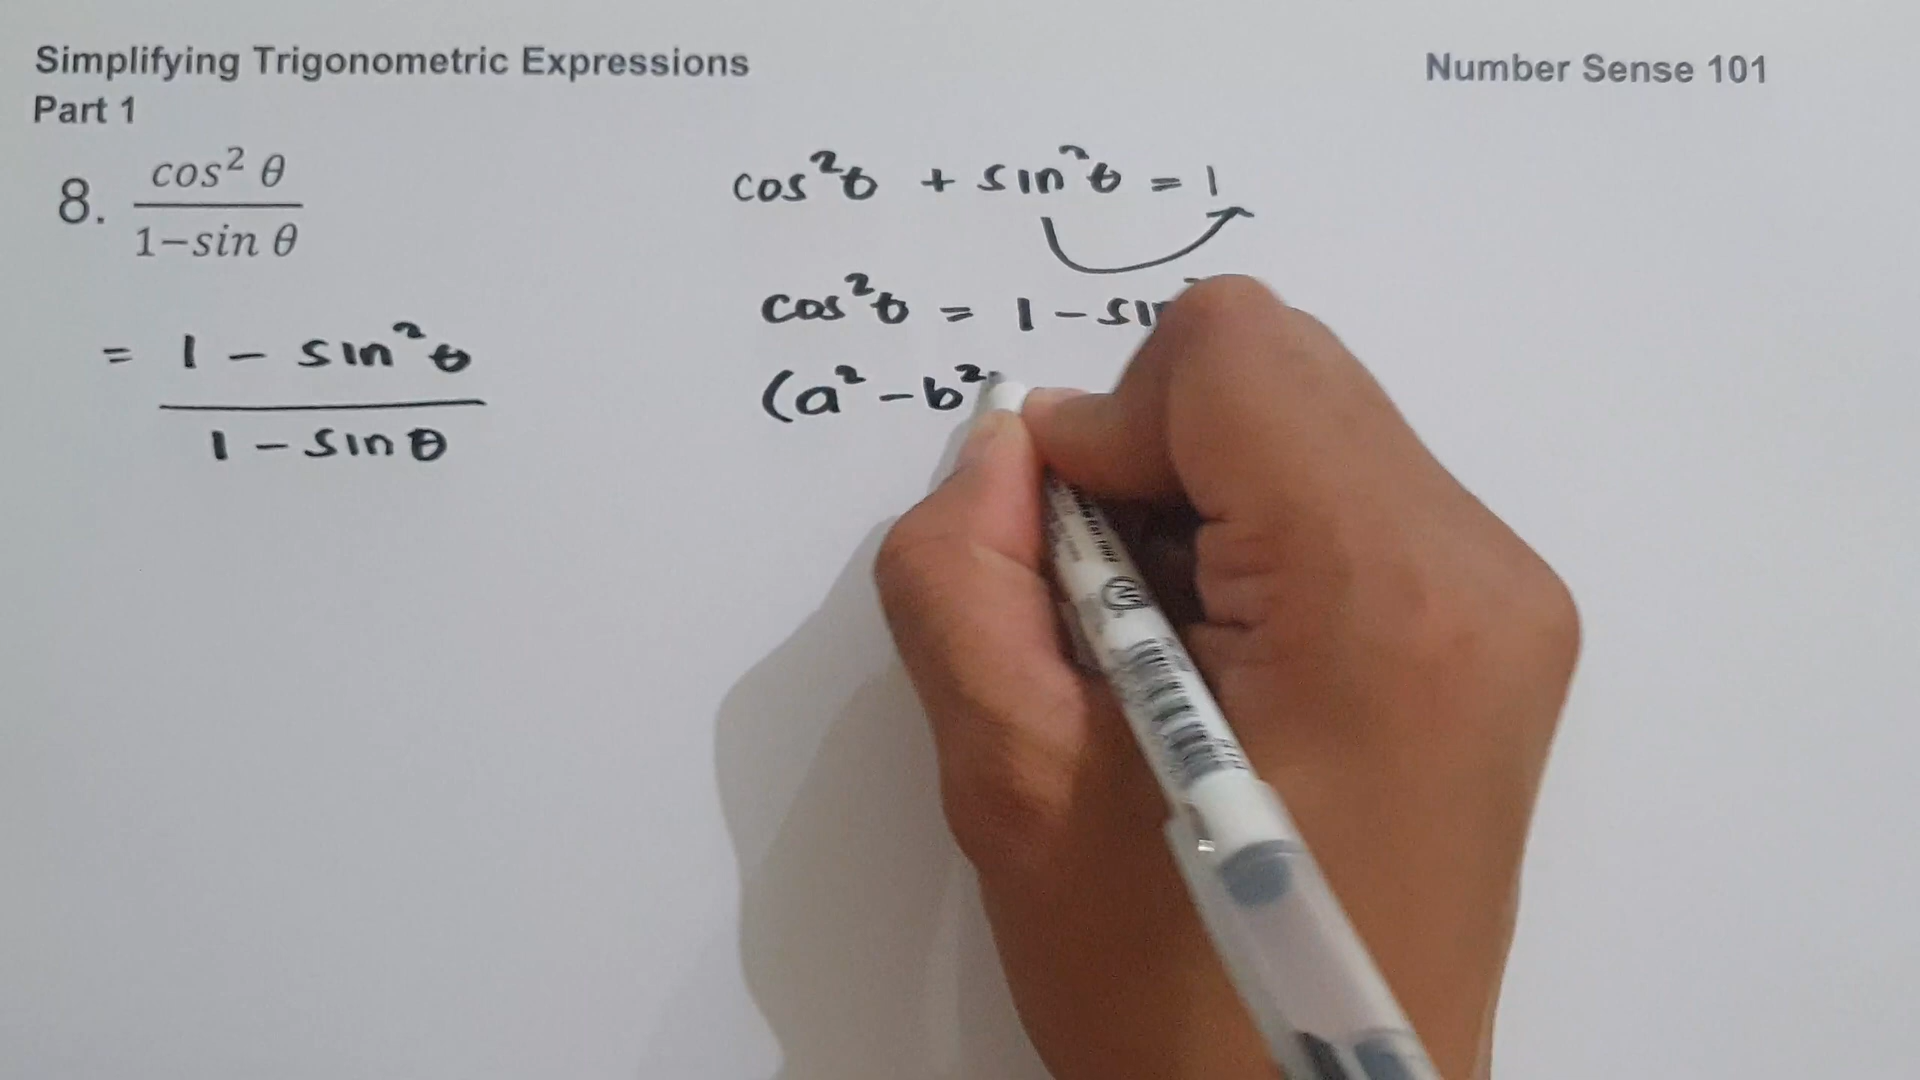 Simplifying Trigonometric Expressions
Number Sense 101
Part 1
8. cos² θ
1−sin θ
= 1 − sin²θ
1 − sin θ
cos²θ + sin²θ = 1
cos²θ = 1 − sin
(a² − b²